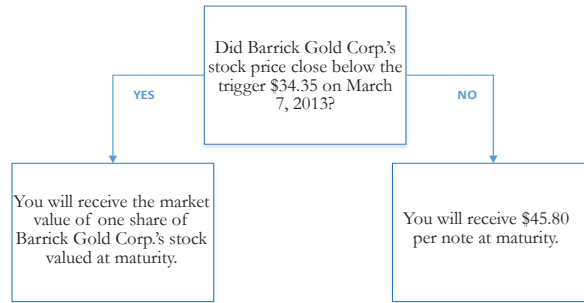 Did Barrick Gold Corp.'s
stock price close below the
trigger $34.35 on March
7, 2013?
YES
NO
You will receive the market
value of one share of
Barrick Gold Corp.'s stock
valued at maturity.
You will receive $45.80
per note at maturity.